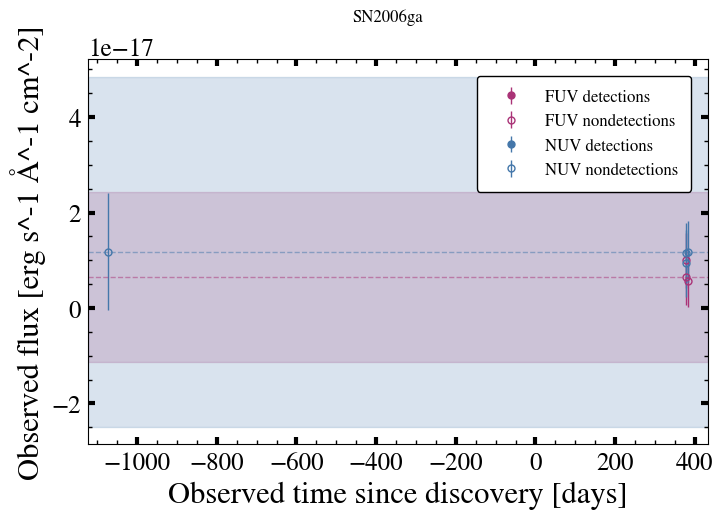 SN2006ga
1e−17
Observed flux [erg s^-1 Å^-1 cm^-2]
4
2
0
−2
FUV detections
FUV nondetections
NUV detections
NUV nondetections
−1000 −800 −600 −400 −200 0 200 400
Observed time since discovery [days]